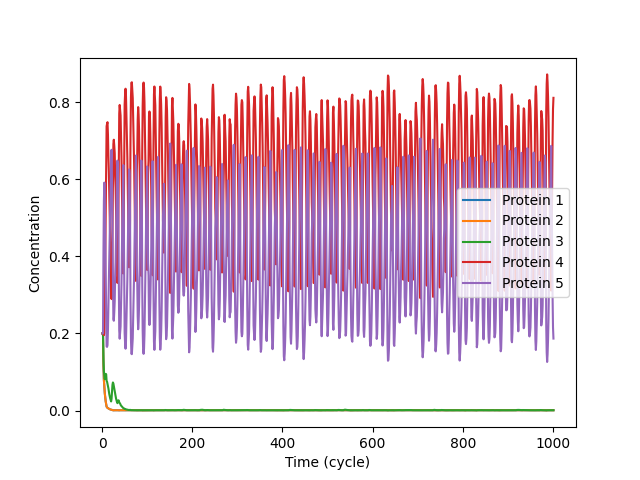 0.8
0.6
0.4
0.2
0.0
Concentration
Protein 1
Protein 2
Protein 3
Protein 4
Protein 5
0 200 400 600 800 1000
Time (cycle)